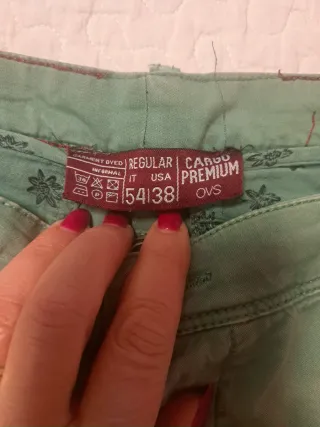 GARMENT DYED
REGULAR
IT USA
54|38
CARGO
PREMIUM
OVS